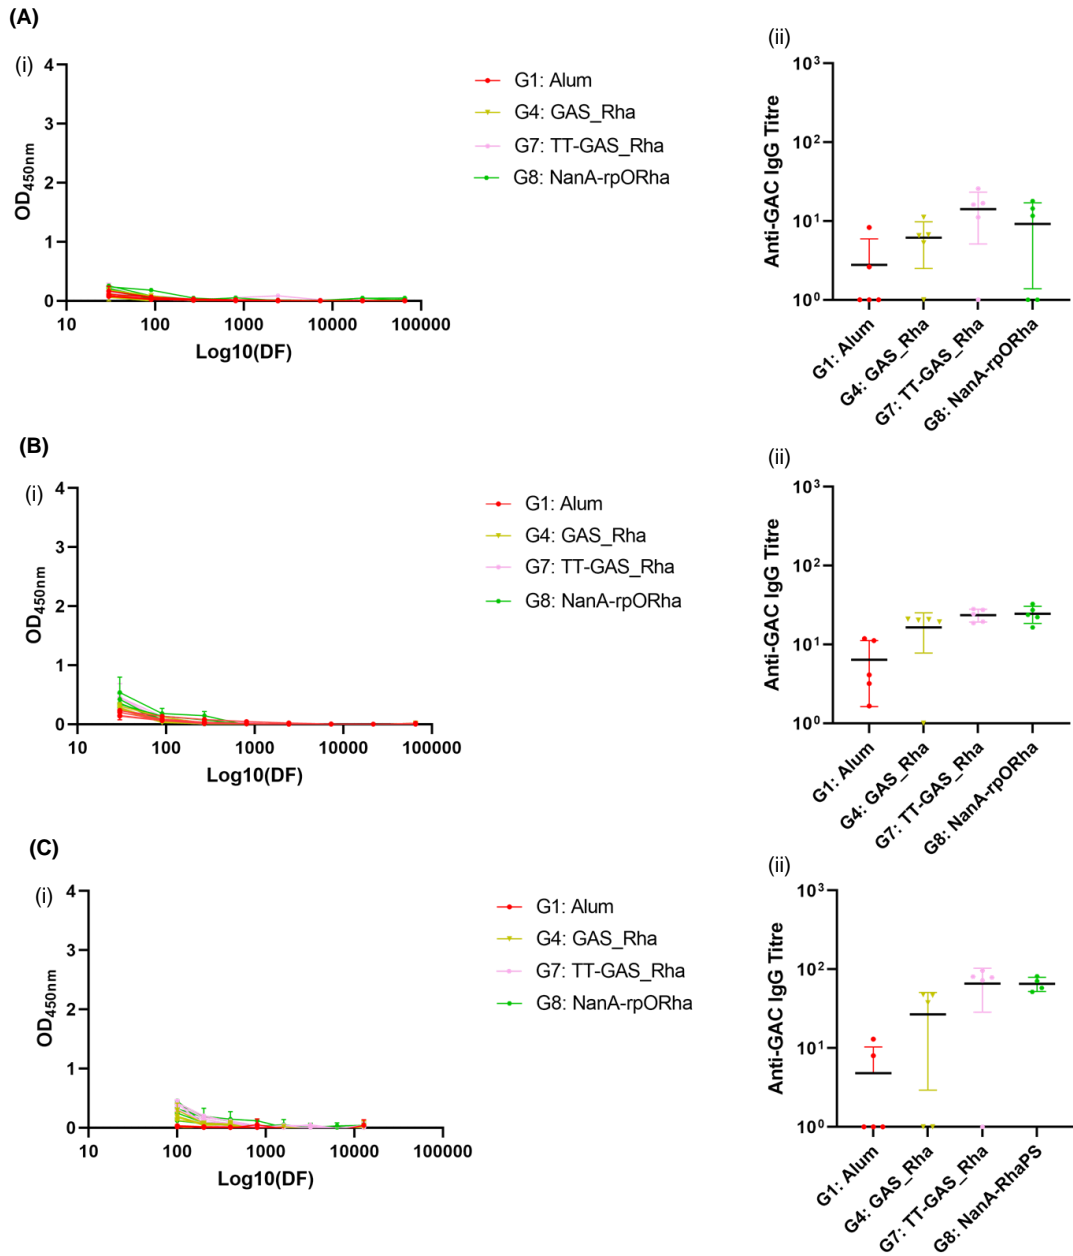 (A)
(i)
4
3
2
1
0
OD450nm
10
100
1000
10000
100000
Log10(DF)
G1: Alum
G4: GAS_Rha
G7: TT-GAS_Rha
G8: NanA-rpORha
(ii)
10³
10²
10¹
10⁰
Anti-GAC IgG Titre
G1: Alum
G4: GAS_Rha
G7: TT-GAS_Rha
G8: NanA-rpORha
(B)
(i)
4
3
2
1
0
OD450nm
10
100
1000
10000
100000
Log10(DF)
G1: Alum
G4: GAS_Rha
G7: TT-GAS_Rha
G8: NanA-rpORha
(ii)
10³
10²
10¹
10⁰
Anti-GAC IgG Titre
G1: Alum
G4: GAS_Rha
G7: TT-GAS_Rha
G8: NanA-rpORha
(C)
(i)
4
3
2
1
0
OD450nm
10
100
1000
10000
100000
Log10(DF)
G1: Alum
G4: GAS_Rha
G7: TT-GAS_Rha
G8: NanA-rpORha
(ii)
10³
10²
10¹
10⁰
Anti-GAC IgG Titre
G1: Alum
G4: GAS_Rha
G7: TT-GAS_Rha
G8: NanA-RhaPS